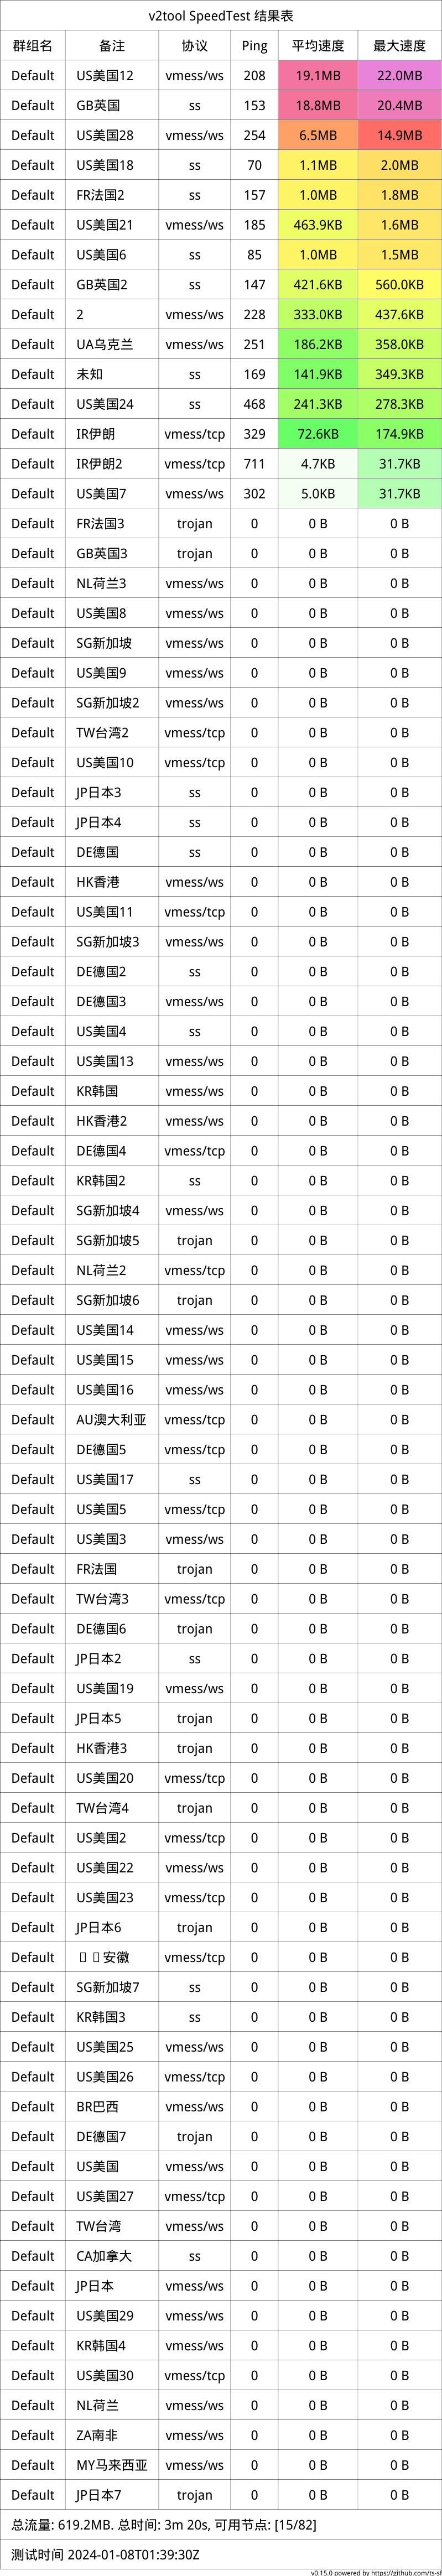 v2tool SpeedTest 结果表
群组名 备注 协议 Ping 平均速度 最大速度
Default US美国12 vmess/ws 208 19.1MB 22.0MB
Default GB英国 ss 153 18.8MB 20.4MB
Default US美国28 vmess/ws 254 6.5MB 14.9MB
Default US美国18 ss 70 1.1MB 2.0MB
Default FR法国2 ss 157 1.0MB 1.8MB
Default US美国21 vmess/ws 185 463.9KB 1.6MB
Default US美国6 ss 85 1.0MB 1.5MB
Default GB英国2 ss 147 421.6KB 560.0KB
Default 2 vmess/ws 228 333.0KB 437.6KB
Default UA乌克兰 vmess/ws 251 186.2KB 358.0KB
Default 未知 ss 169 141.9KB 349.3KB
Default US美国24 ss 468 241.3KB 278.3KB
Default IR伊朗 vmess/tcp 329 72.6KB 174.9KB
Default IR伊朗2 vmess/tcp 711 4.7KB 31.7KB
Default US美国7 vmess/ws 302 5.0KB 31.7KB
Default FR法国3 trojan 0 0 B 0 B
Default GB英国3 trojan 0 0 B 0 B
Default NL荷兰3 vmess/ws 0 0 B 0 B
Default US美国8 vmess/ws 0 0 B 0 B
Default SG新加坡 vmess/ws 0 0 B 0 B
Default US美国9 vmess/ws 0 0 B 0 B
Default SG新加坡2 vmess/ws 0 0 B 0 B
Default TW台湾2 vmess/tcp 0 0 B 0 B
Default US美国10 vmess/tcp 0 0 B 0 B
Default JP日本3 ss 0 0 B 0 B
Default JP日本4 ss 0 0 B 0 B
Default DE德国 ss 0 0 B 0 B
Default HK香港 vmess/ws 0 0 B 0 B
Default US美国11 vmess/tcp 0 0 B 0 B
Default SG新加坡3 vmess/ws 0 0 B 0 B
Default DE德国2 ss 0 0 B 0 B
Default DE德国3 vmess/ws 0 0 B 0 B
Default US美国4 ss 0 0 B 0 B
Default US美国13 vmess/ws 0 0 B 0 B
Default KR韩国 vmess/ws 0 0 B 0 B
Default HK香港2 vmess/ws 0 0 B 0 B
Default DE德国4 vmess/tcp 0 0 B 0 B
Default KR韩国2 ss 0 0 B 0 B
Default SG新加坡4 vmess/ws 0 0 B 0 B
Default SG新加坡5 trojan 0 0 B 0 B
Default NL荷兰2 vmess/tcp 0 0 B 0 B
Default SG新加坡6 trojan 0 0 B 0 B
Default US美国14 vmess/ws 0 0 B 0 B
Default US美国15 vmess/ws 0 0 B 0 B
Default US美国16 vmess/ws 0 0 B 0 B
Default AU澳大利亚 vmess/tcp 0 0 B 0 B
Default DE德国5 vmess/tcp 0 0 B 0 B
Default US美国17 ss 0 0 B 0 B
Default US美国5 vmess/tcp 0 0 B 0 B
Default US美国3 vmess/ws 0 0 B 0 B
Default FR法国 trojan 0 0 B 0 B
Default TW台湾3 vmess/tcp 0 0 B 0 B
Default DE德国6 trojan 0 0 B 0 B
Default JP日本2 ss 0 0 B 0 B
Default US美国19 vmess/ws 0 0 B 0 B
Default JP日本5 trojan 0 0 B 0 B
Default HK香港3 trojan 0 0 B 0 B
Default US美国20 vmess/tcp 0 0 B 0 B
Default TW台湾4 trojan 0 0 B 0 B
Default US美国2 vmess/tcp 0 0 B 0 B
Default US美国22 vmess/ws 0 0 B 0 B
Default US美国23 vmess/tcp 0 0 B 0 B
Default JP日本6 trojan 0 0 B 0 B
Default 安徽 vmess/tcp 0 0 B 0 B
Default SG新加坡7 ss 0 0 B 0 B
Default KR韩国3 ss 0 0 B 0 B
Default US美国25 vmess/ws 0 0 B 0 B
Default US美国26 vmess/tcp 0 0 B 0 B
Default BR巴西 vmess/ws 0 0 B 0 B
Default DE德国7 trojan 0 0 B 0 B
Default US美国 vmess/ws 0 0 B 0 B
Default US美国27 vmess/tcp 0 0 B 0 B
Default TW台湾 vmess/ws 0 0 B 0 B
Default CA加拿大 ss 0 0 B 0 B
Default JP日本 vmess/ws 0 0 B 0 B
Default US美国29 vmess/ws 0 0 B 0 B
Default KR韩国4 vmess/ws 0 0 B 0 B
Default US美国30 vmess/tcp 0 0 B 0 B
Default NL荷兰 vmess/ws 0 0 B 0 B
Default ZA南非 vmess/ws 0 0 B 0 B
Default MY马来西亚 vmess/ws 0 0 B 0 B
Default JP日本7 trojan 0 0 B 0 B
总流量: 619.2MB. 总时间: 3m 20s, 可用节点: [15/82]
测试时间 2024-01-08T01:39:30Z
v0.15.0 powered by https://github.com/ts-sf